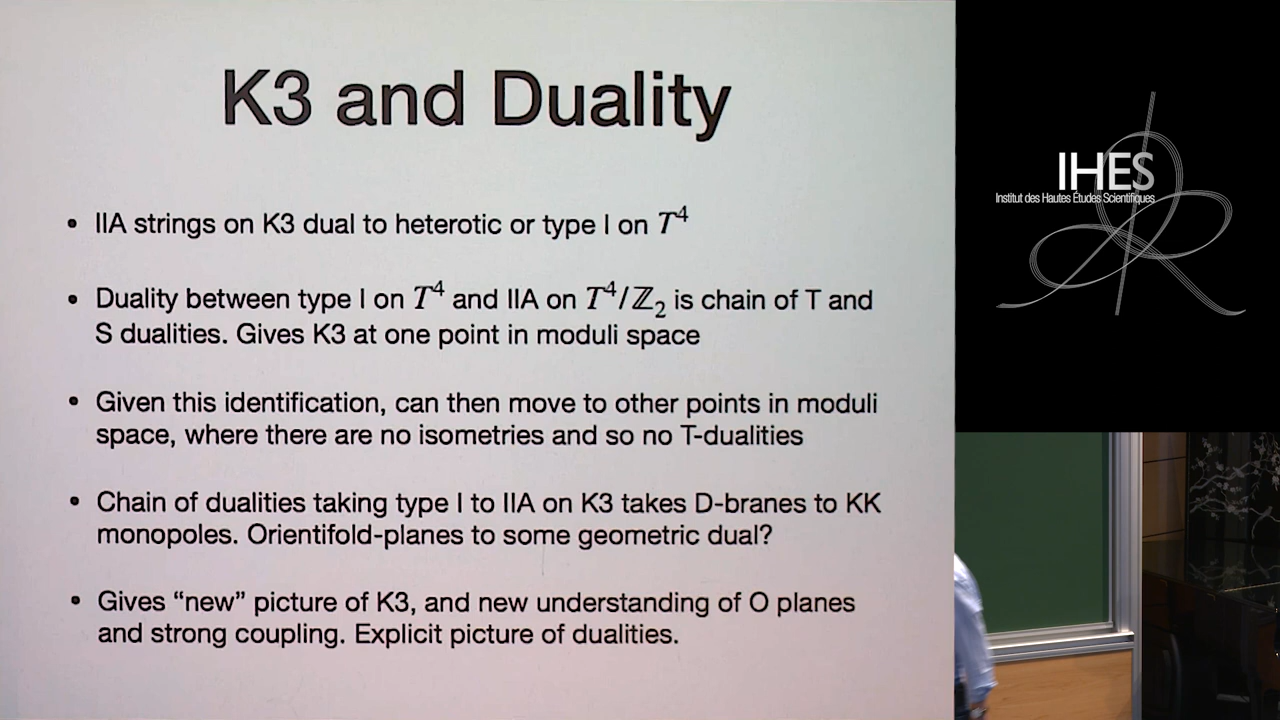 K3 and Duality
• IIA strings on K3 dual to heterotic or type I on T⁴
• Duality between type I on T⁴ and IIA on T⁴/ℤ₂ is chain of T and
S dualities. Gives K3 at one point in moduli space
• Given this identification, can then move to other points in moduli
space, where there are no isometries and so no T-dualities
• Chain of dualities taking type I to IIA on K3 takes D-branes to KK
monopoles. Orientifold-planes to some geometric dual?
• Gives “new” picture of K3, and new understanding of O planes
and strong coupling. Explicit picture of dualities.
IHES
Institut des Hautes Études Scientifiques